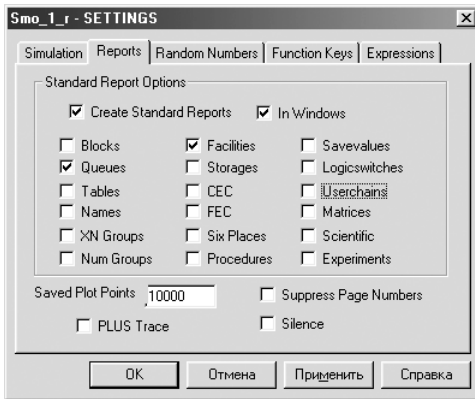 Smo_1_r - SETTINGS
Simulation Reports Random Numbers Function Keys Expressions
Standard Report Options
Create Standard Reports In Windows
Blocks Facilities Savevalues
Queues Storages Logicswitches
Tables CEC Userchains
Names FEC Matrices
XN Groups Six Places Scientific
Num Groups Procedures Experiments
Saved Plot Points 10000 Suppress Page Numbers
PLUS Trace Silence
OK Отмена Применить Справка